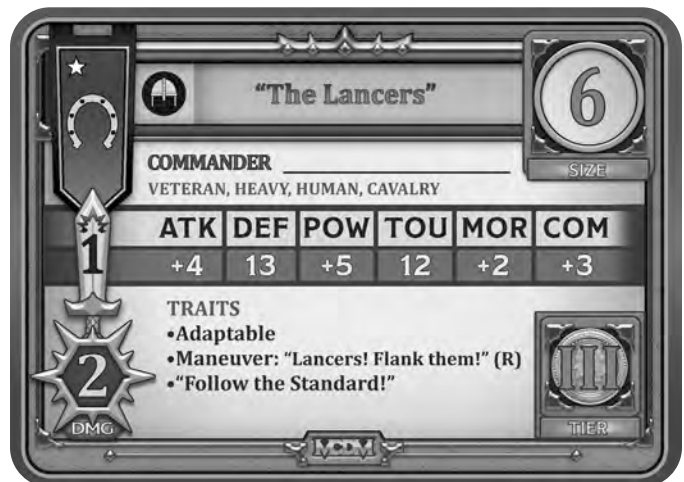 “The Lancers”
6
SIZE
COMMANDER
VETERAN, HEAVY, HUMAN, CAVALRY
ATK DEF POW TOU MOR COM
1
+4 13 +5 12 +2 +3
TRAITS
•Adaptable
•Maneuver: “Lancers! Flank them!” (R)
•“Follow the Standard!”
2
DMG
III
TIER
MCDM